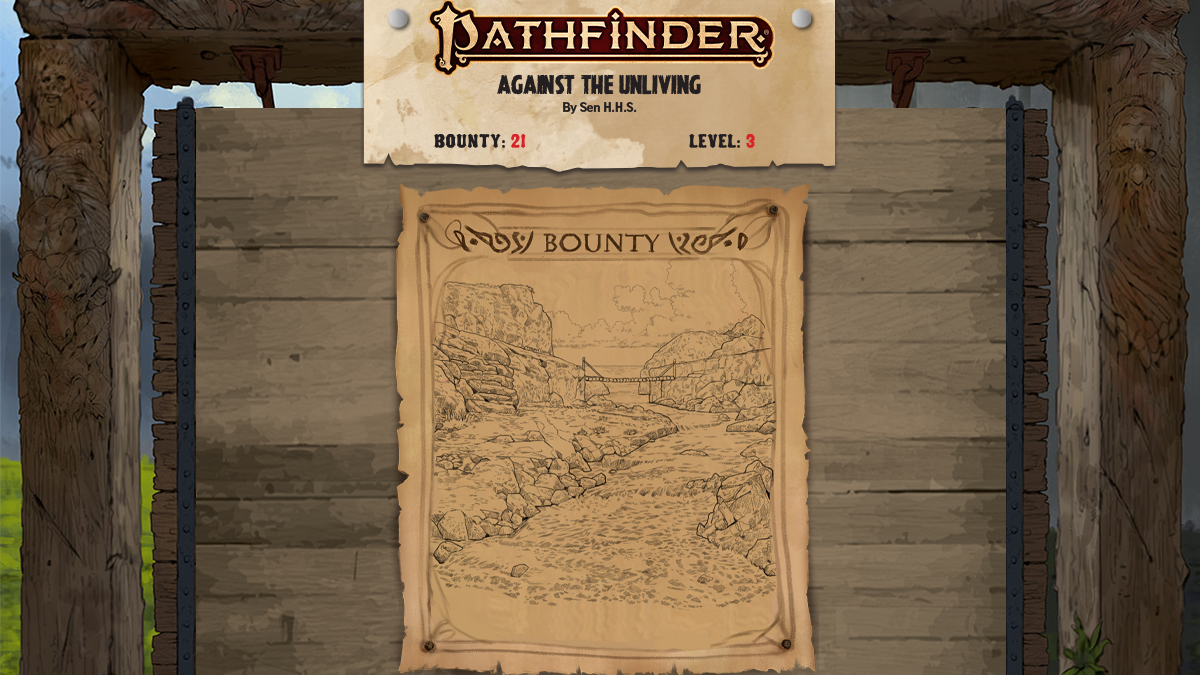 PATHFINDER
AGAINST THE UNLIVING
By Sen H.H.S.
BOUNTY: 21 LEVEL: 3
BOUNTY